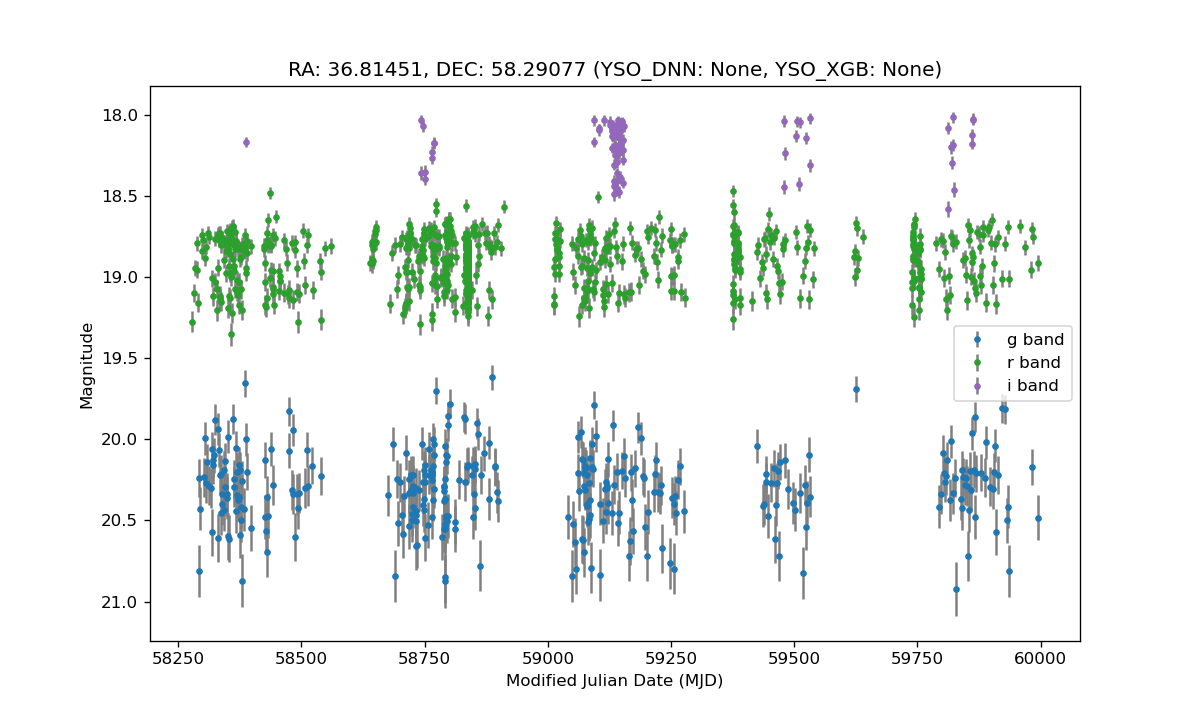 RA: 36.81451, DEC: 58.29077 (YSO_DNN: None, YSO_XGB: None)
18.0
18.5
19.0
19.5
20.0
20.5
21.0
Magnitude
g band
r band
i band
58250 58500 58750 59000 59250 59500 59750 60000
Modified Julian Date (MJD)